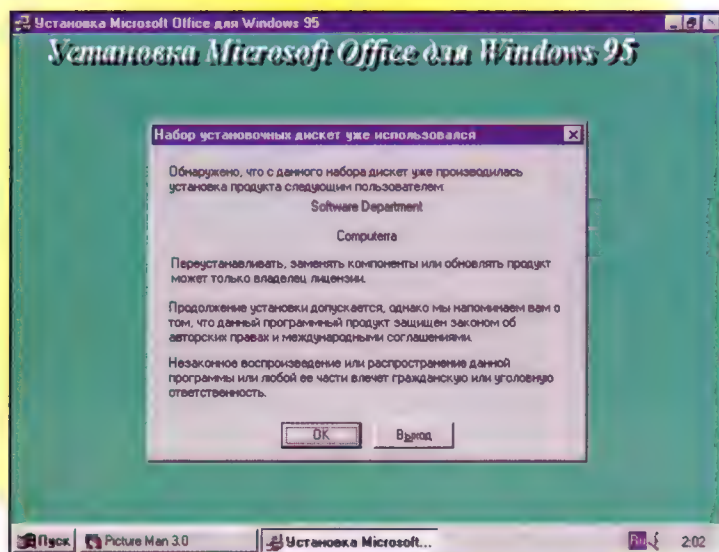 Установка Microsoft Office для Windows 95
Установка Microsoft Office для Windows 95
Набор установочных дискет уже использовался
Обнаружено, что с данного набора дискет уже производилась
установка продукта следующим пользователем:
Software Department
Computerra
Переустанавливать, заменять компоненты или обновлять продукт
может только владелец лицензии.
Продолжение установки допускается, однако мы напоминаем вам о
том, что данный программный продукт защищен законом об
авторских правах и международными соглашениями.
Незаконное воспроизведение или распространение данной
программы или любой ее части влечет гражданскую или уголовную
ответственность.
OK
Выход
Пуск
Picture Man 3.0
Установка Microsoft...
Ru
2:02